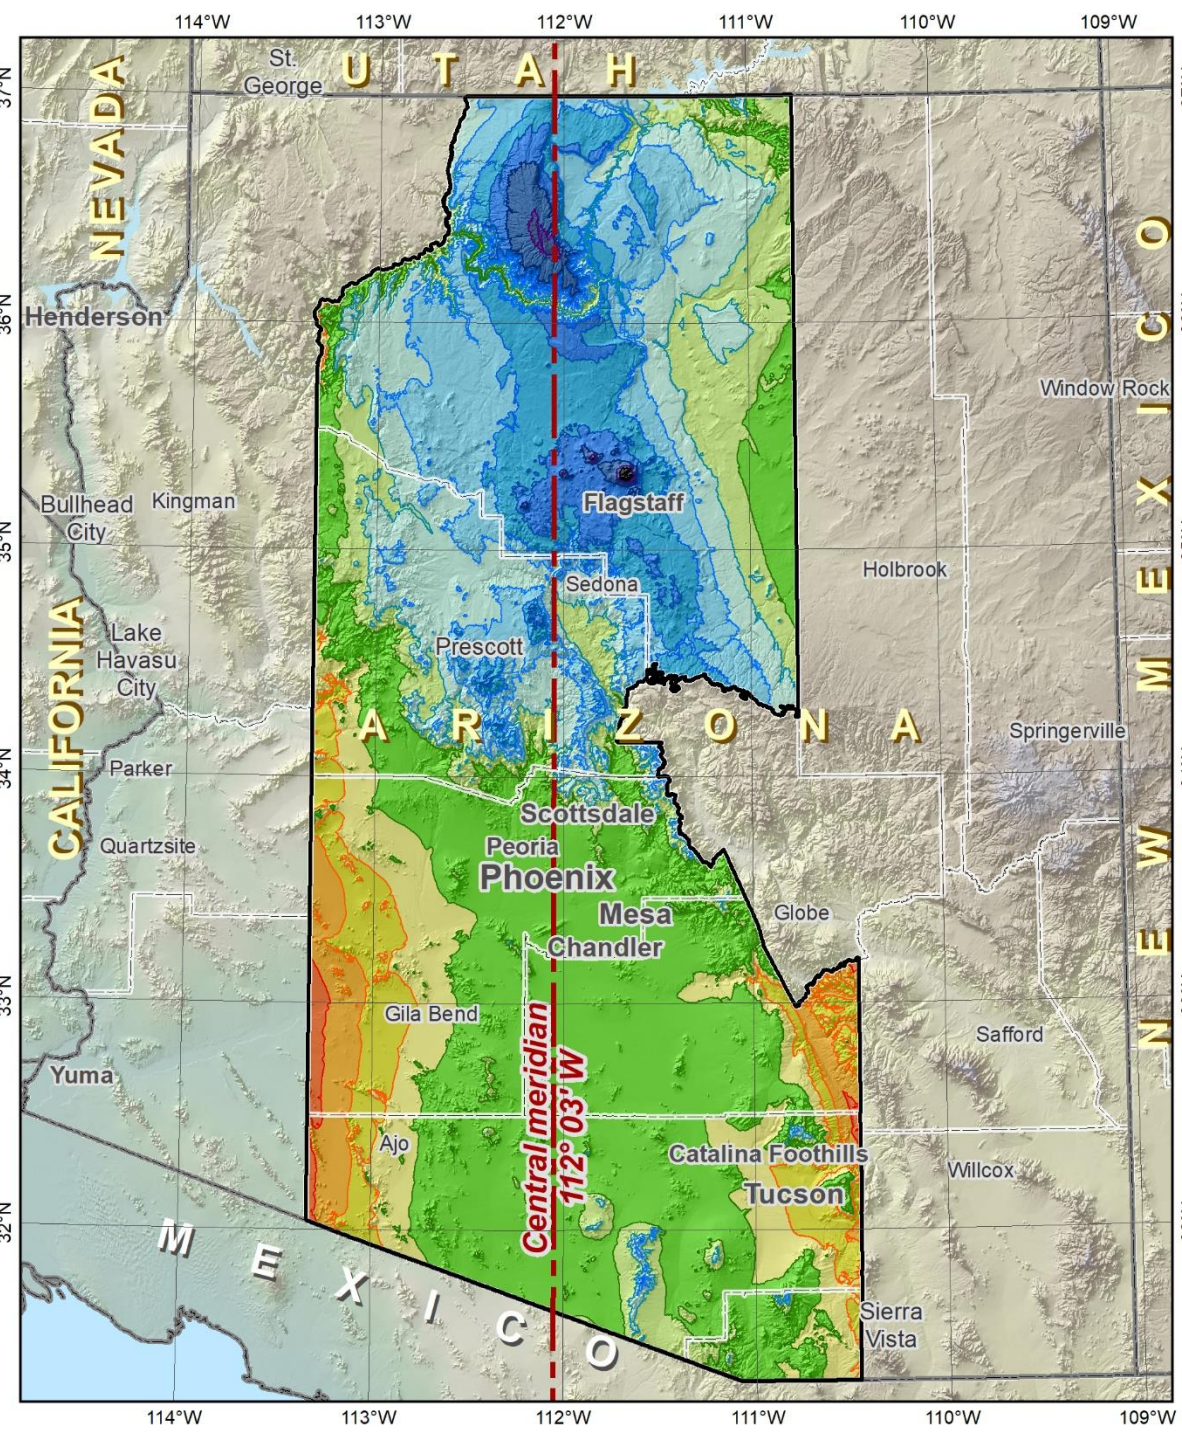 114°W 113°W 112°W 111°W 110°W 109°W
UTAH
St.
George
NEVADA
37°N
36°N
Henderson
Window Rock
Bullhead
City
Kingman
Flagstaff
35°N
Holbrook
Sedona
Prescott
Lake
Havasu
City
CALIFORNIA
ARIZONA
NEW MEXICO
Springerville
34°N
Parker
Scottsdale
Peoria
Quartzsite
Phoenix
Mesa
Globe
Chandler
33°N
Gila Bend
Safford
Central meridian
112° 03' W
Yuma
Ajo
Catalina Foothills
Willcox
Tucson
32°N
MEXICO
Sierra
Vista
114°W 113°W 112°W 111°W 110°W 109°W